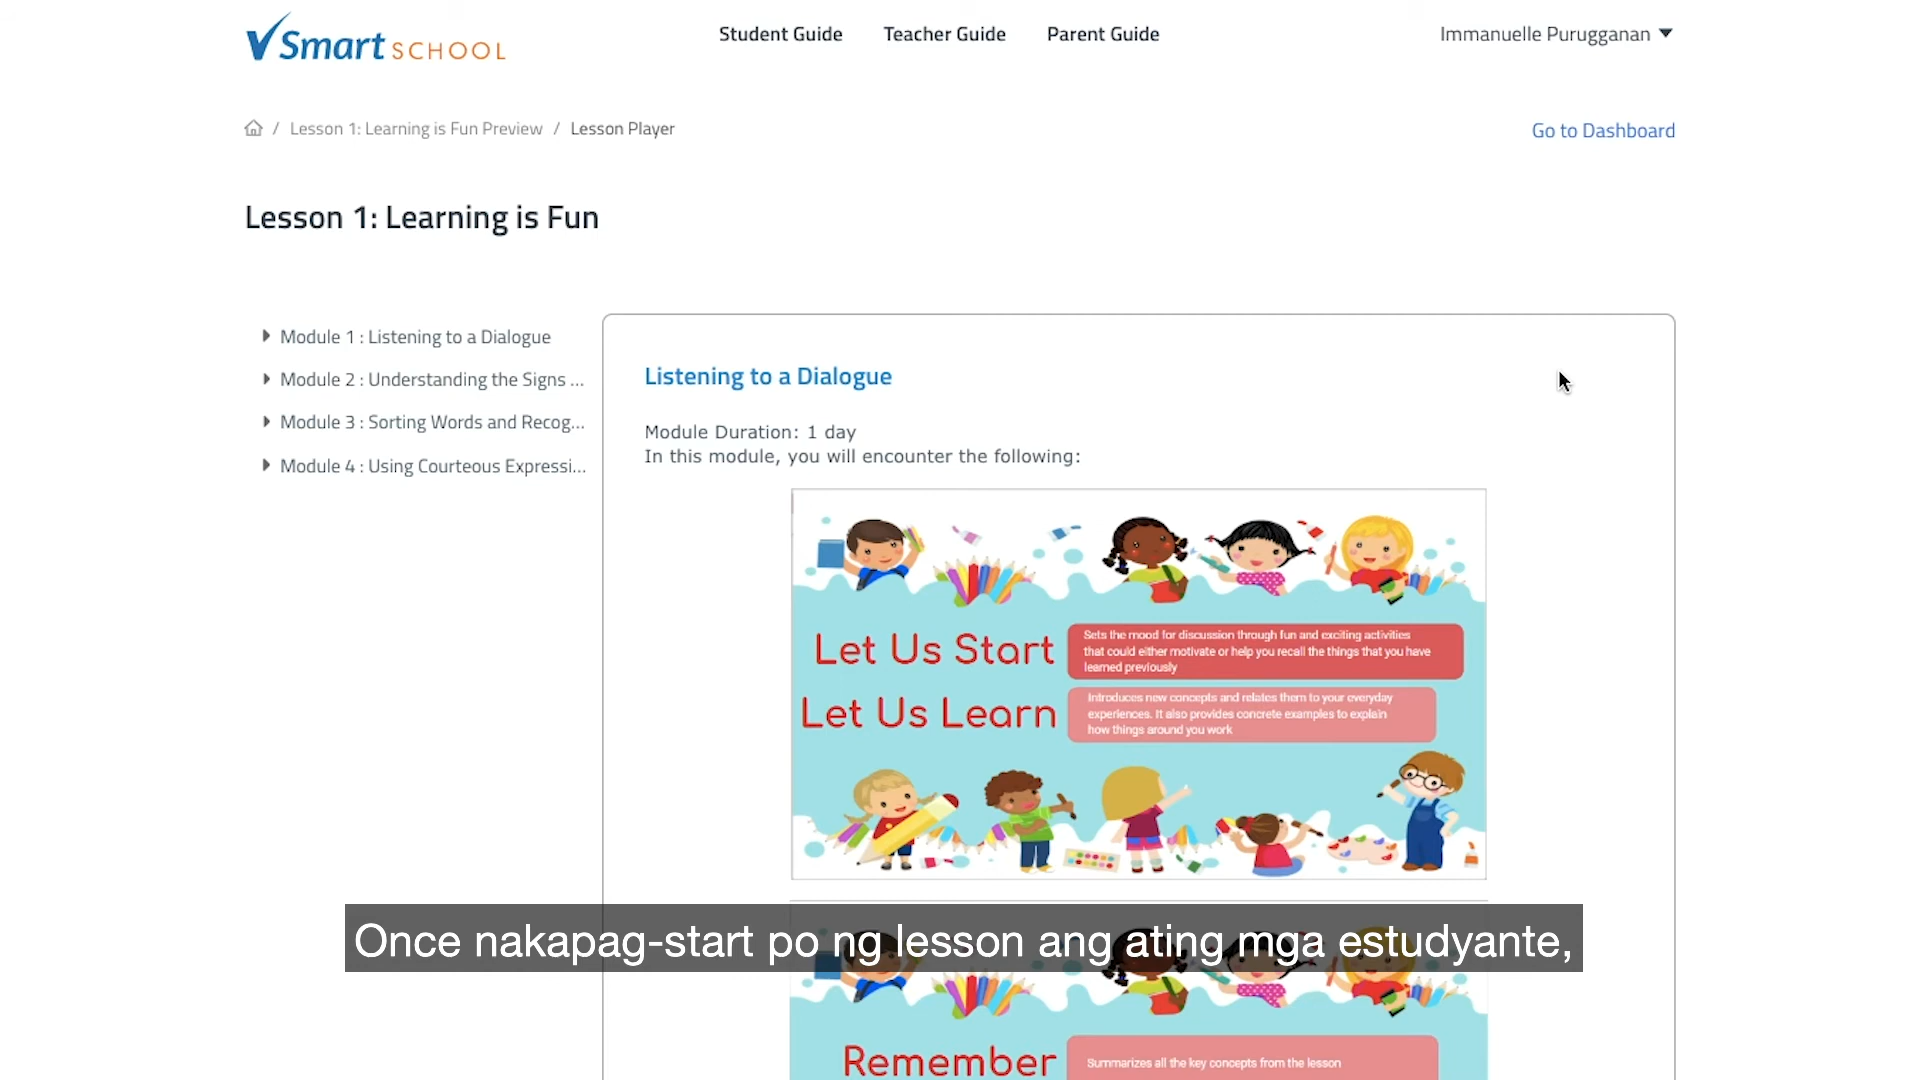 Smart SCHOOL
Student Guide
Teacher Guide
Parent Guide
Immanuelle Purugganan
/ Lesson 1: Learning is Fun Preview / Lesson Player
Go to Dashboard
Lesson 1: Learning is Fun
Module 1 : Listening to a Dialogue
Module 2 : Understanding the Signs ...
Module 3 : Sorting Words and Recog...
Module 4 : Using Courteous Expressi...
Listening to a Dialogue
Module Duration: 1 day
In this module, you will encounter the following:
Let Us Start
Sets the mood for discussion through fun and exciting activities
that could either motivate or help you recall the things that you have
learned previously
Let Us Learn
Introduces new concepts and relates them to your everyday
experiences. It also provides concrete examples to explain
how things around you work
Once nakapag-start po ng lesson ang ating mga estudyante,
Remember
Summarizes all the key concepts from the lesson